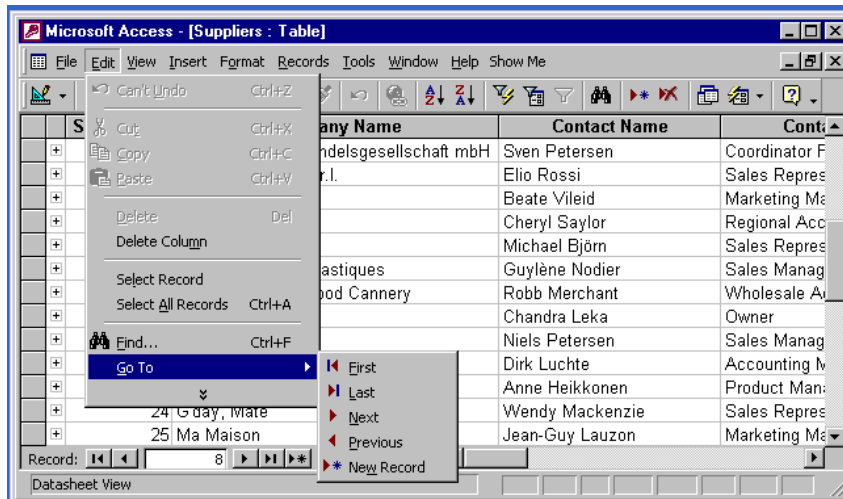 Microsoft Access - [Suppliers : Table]
File Edit View Insert Format Records Tools Window Help Show Me
Can't Undo Ctrl+Z
Cut Ctrl+X
Copy Ctrl+C
Paste Ctrl+V
Delete Del
Delete Column
Select Record
Select All Records Ctrl+A
Find... Ctrl+F
Go To
First
Last
Next
Previous
New Record
S any Name Contact Name Conta
ndelsgesellschaft mbH Sven Petersen Coordinator F
r.l. Elio Rossi Sales Repres
Beate Vileid Marketing Ma
Cheryl Saylor Regional Acc
Michael Björn Sales Repres
astiques Guylène Nodier Sales Manag
ood Cannery Robb Merchant Wholesale A
Chandra Leka Owner
Niels Petersen Sales Manag
Dirk Luchte Accounting M
Anne Heikkonen Product Mana
24 G'day, Mate Wendy Mackenzie Sales Repres
25 Ma Maison Jean-Guy Lauzon Marketing Ma
Record: 8
Datasheet View